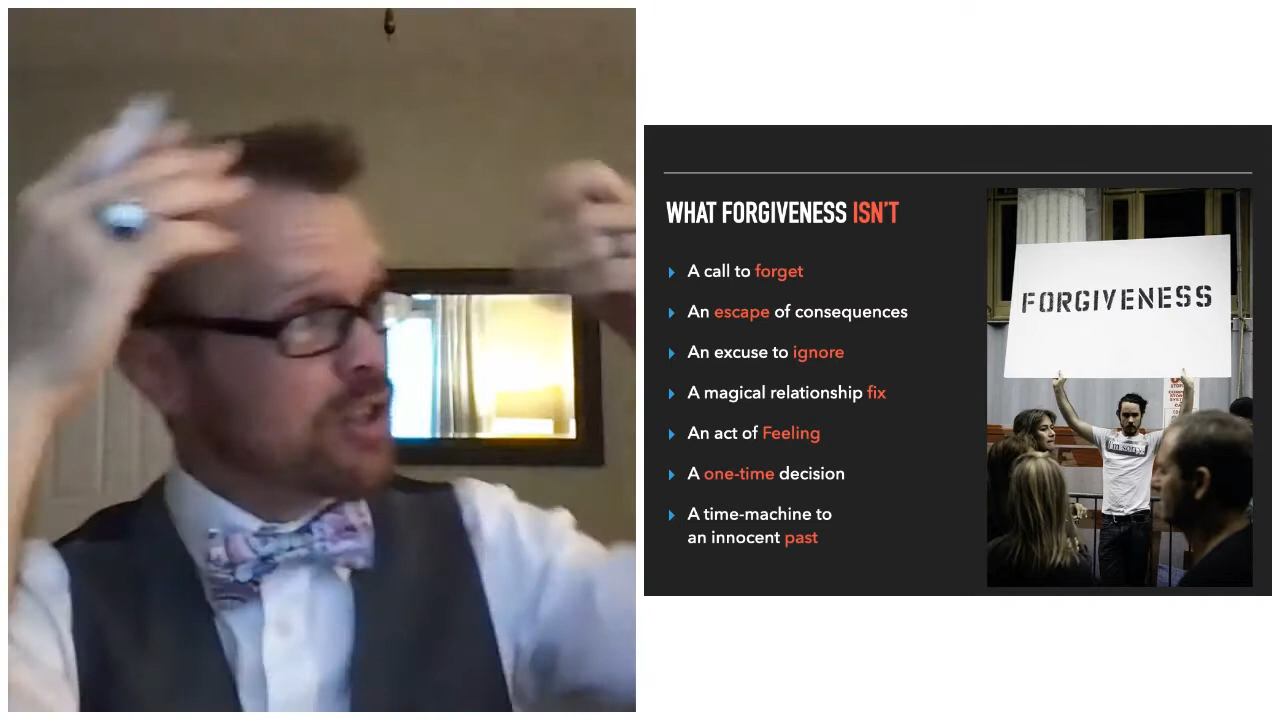 WHAT FORGIVENESS ISN'T
A call to forget
An escape of consequences
An excuse to ignore
A magical relationship fix
An act of Feeling
A one-time decision
A time-machine to
an innocent past
FORGIVENESS